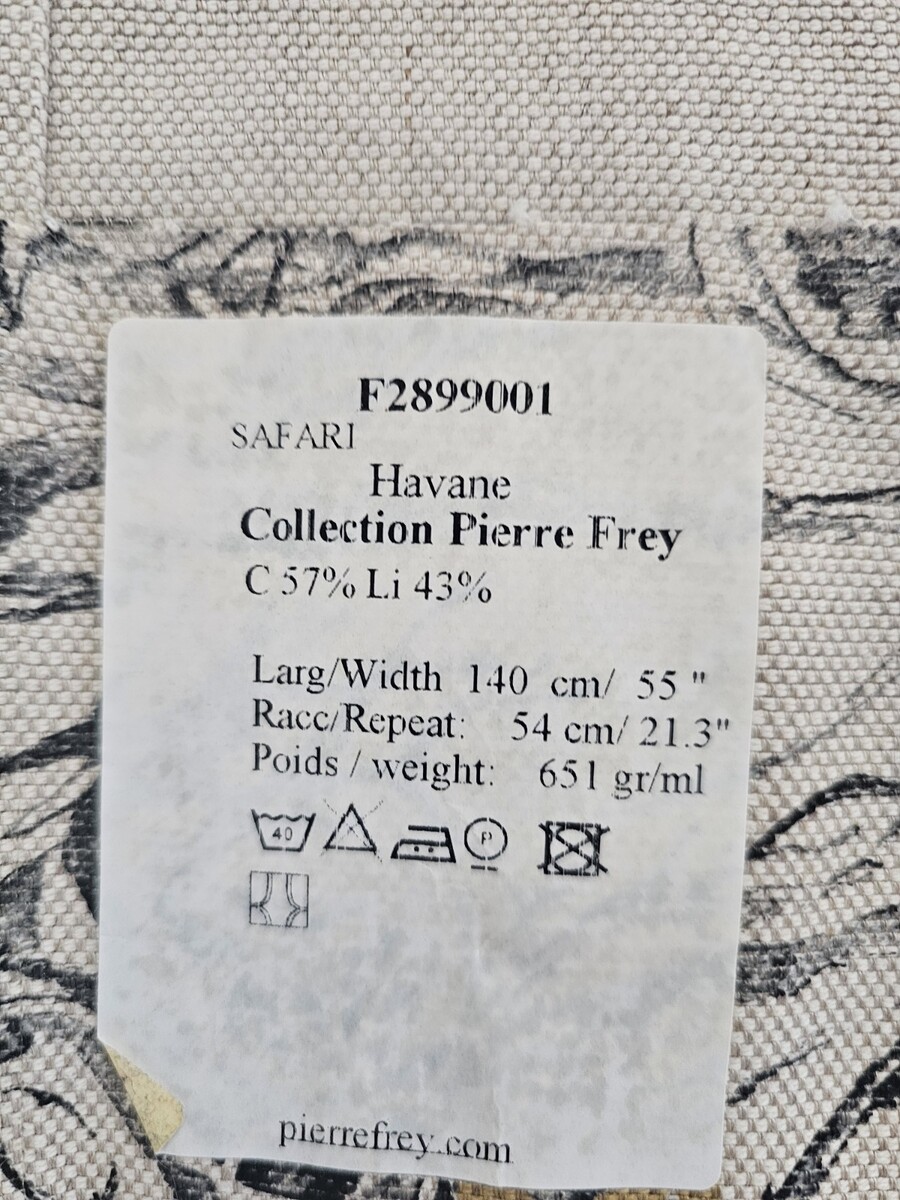 F2899001
SAFARI
Havane
Collection Pierre Frey
C 57% Li 43%
Larg/Width 140 cm/ 55 "
Racc/Repeat: 54 cm/ 21.3"
Poids / weight: 651 gr/ml
40 P
pierrefrey.com